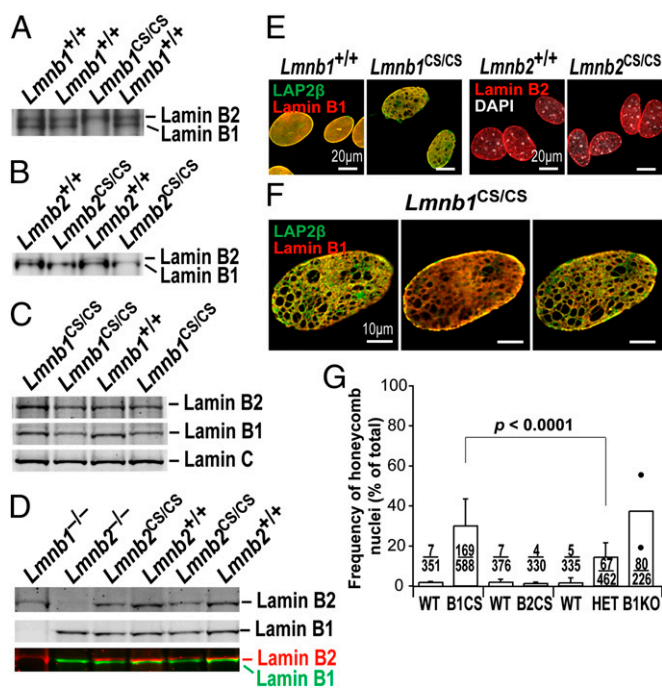 A
Lmnb1+/+
Lmnb1+/+
Lmnb1CS/CS
Lmnb1+/+
Lamin B2
Lamin B1
B
Lmnb2+/+
Lmnb2CS/CS
Lmnb2+/+
Lmnb2CS/CS
Lamin B2
Lamin B1
C
Lmnb1CS/CS
Lmnb1CS/CS
Lmnb1+/+
Lmnb1CS/CS
Lamin B2
Lamin B1
Lamin C
D
Lmnb1−/−
Lmnb2−/−
Lmnb2CS/CS
Lmnb2+/+
Lmnb2CS/CS
Lmnb2+/+
Lamin B2
Lamin B1
Lamin B2
Lamin B1
E
Lmnb1+/+ Lmnb1CS/CS Lmnb2+/+ Lmnb2CS/CS
LAP2β
Lamin B1
20μm
Lamin B2
DAPI
20μm
F
Lmnb1CS/CS
LAP2β
Lamin B1
10μm
G
Frequency of honeycomb
nuclei (% of total)
100
80
60
40
20
0
p < 0.0001
7
351
169
588
7
376
4
330
5
335
67
462
80
226
WT B1CS WT B2CS WT HET B1KO